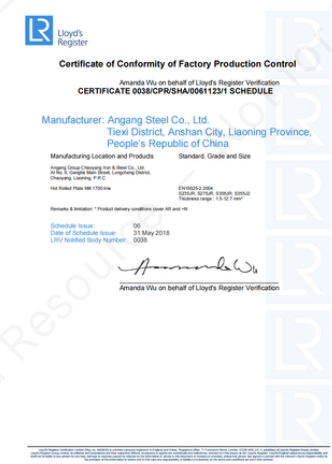 Lloyd's
Register
Certificate of Conformity of Factory Production Control
Amanda Wu on behalf of Lloyd's Register Verification
CERTIFICATE 0038/CPR/SHA/0061123/1 SCHEDULE
Manufacturer: Angang Steel Co., Ltd.
Tiexi District, Anshan City, Liaoning Province,
People's Republic of China
Manufacturing Location and Products Standard, Grade and Size
Angang Group Chaoyang Iron & Steel Co., Ltd.
At No. 6, Gangtie Main Street, Longcheng District,
Chaoyang, Liaoning, P.R.C
Hot Rolled Plate Mill 1700 line EN10025-2:2004
S235JR, S275JR, S355JR, S355J2
Thickness range : 1.5-12.7 mm*
Remarks & limitation: * Product delivery conditions cover AR and +N
Schedule Issue: 06
Date of Schedule Issue: 31 May 2018
LRV Notified Body Number: 0038
Amanda Wu
Amanda Wu on behalf of Lloyd's Register Verification